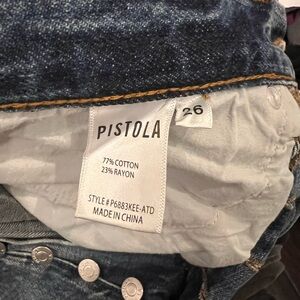 PISTOLA
26
77% COTTON
23% RAYON
STYLE # P6883KEE-ATD
MADE IN CHINA